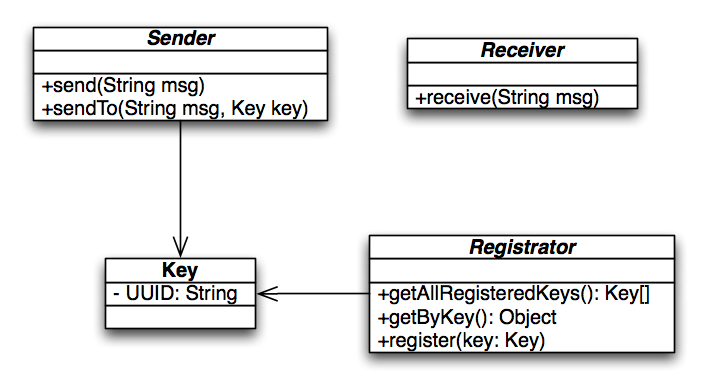 Sender
+send(String msg)
+sendTo(String msg, Key key)
Receiver
+receive(String msg)
Key
- UUID: String
Registrator
+getAllRegisteredKeys(): Key[]
+getByKey(): Object
+register(key: Key)